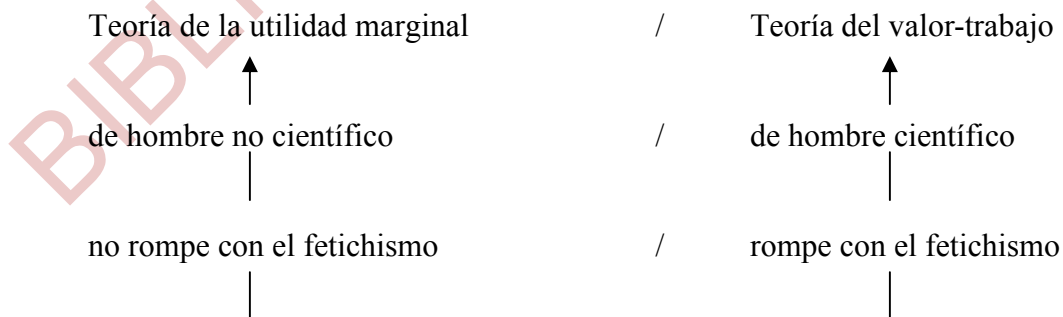 Teoría de la utilidad marginal / Teoría del valor-trabajo
de hombre no científico / de hombre científico
no rompe con el fetichismo / rompe con el fetichismo
BIBL